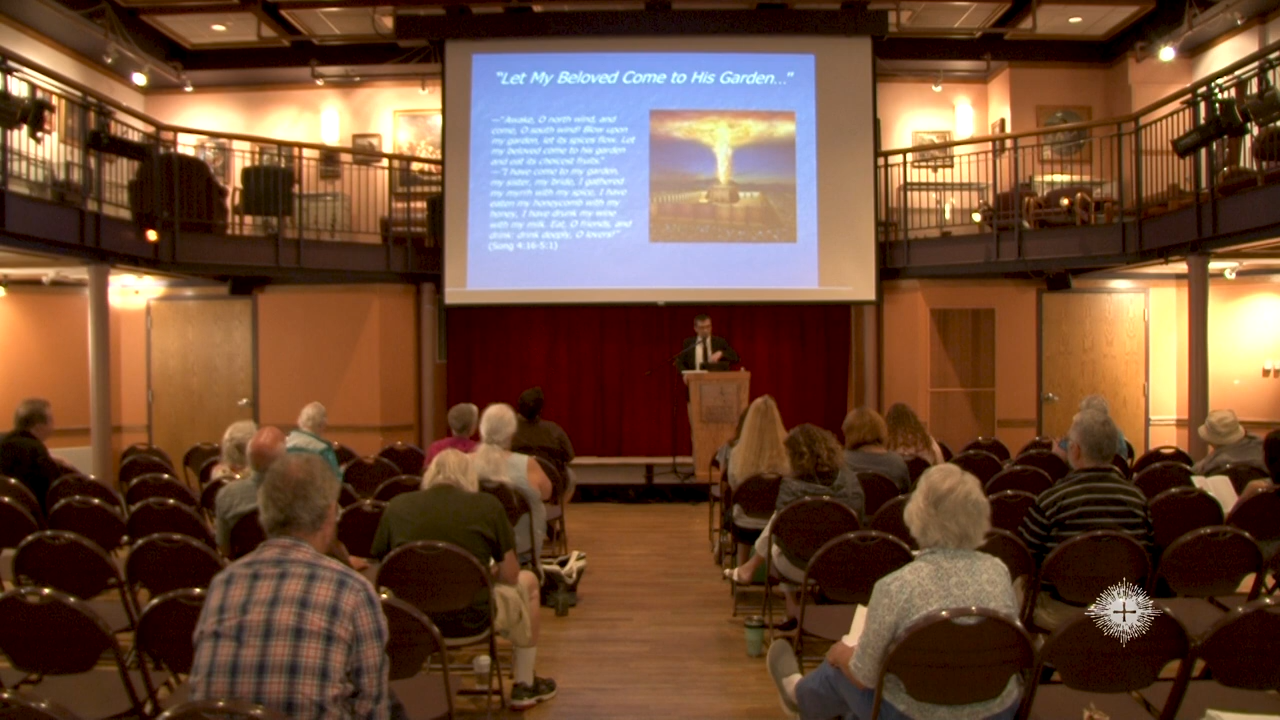 “Let My Beloved Come to His Garden...”
—“Awake, O north wind, and
come, O south wind! Blow upon
my garden, let its spices flow. Let
my beloved come to his garden
and eat its choicest fruits.”
—“I have come to my garden,
my sister, my bride, I gathered
my myrrh with my spice, I have
eaten my honeycomb with my
honey, I have drunk my wine
with my milk. Eat, O friends, and
drink: drink deeply, O lovers!”
(Song 4:16-5:1)